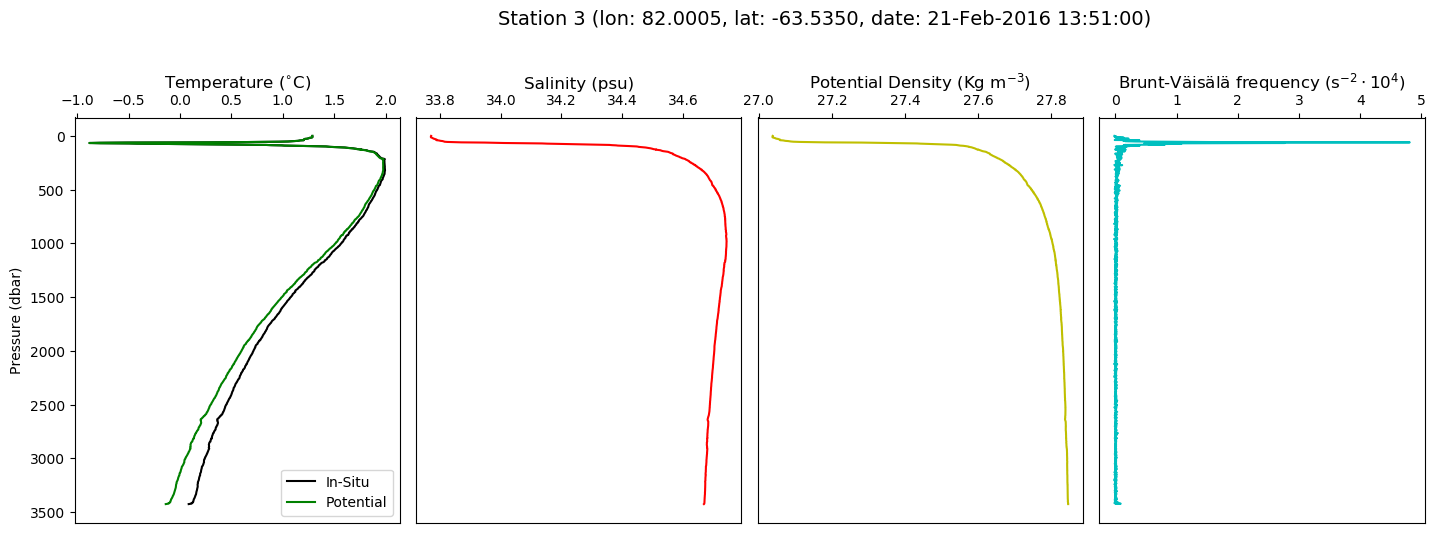 Station 3 (lon: 82.0005, lat: -63.5350, date: 21-Feb-2016 13:51:00)
Temperature (˚C)
Salinity (psu)
Potential Density (Kg m⁻³)
Brunt-Väisälä frequency (s⁻² · 10⁴)
−1.0 −0.5 0.0 0.5 1.0 1.5 2.0
33.8 34.0 34.2 34.4 34.6
27.0 27.2 27.4 27.6 27.8
0 1 2 3 4 5
0
500
1000
1500
2000
2500
3000
3500
Pressure (dbar)
In-Situ
Potential